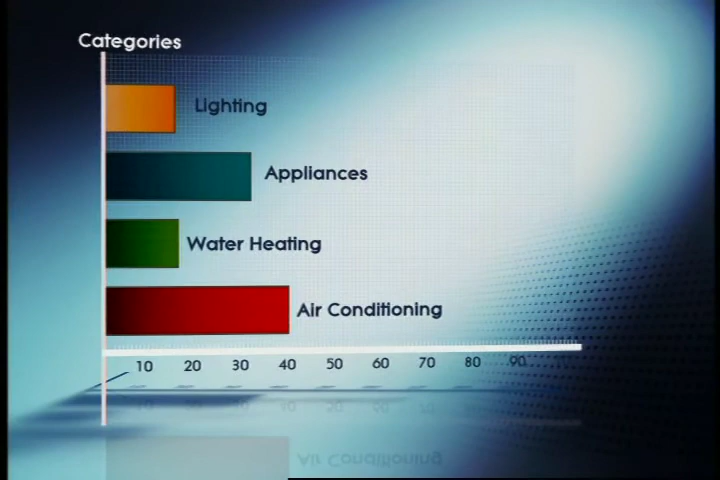 Categories
Lighting
Appliances
Water Heating
Air Conditioning
10 20 30 40 50 60 70 80 90